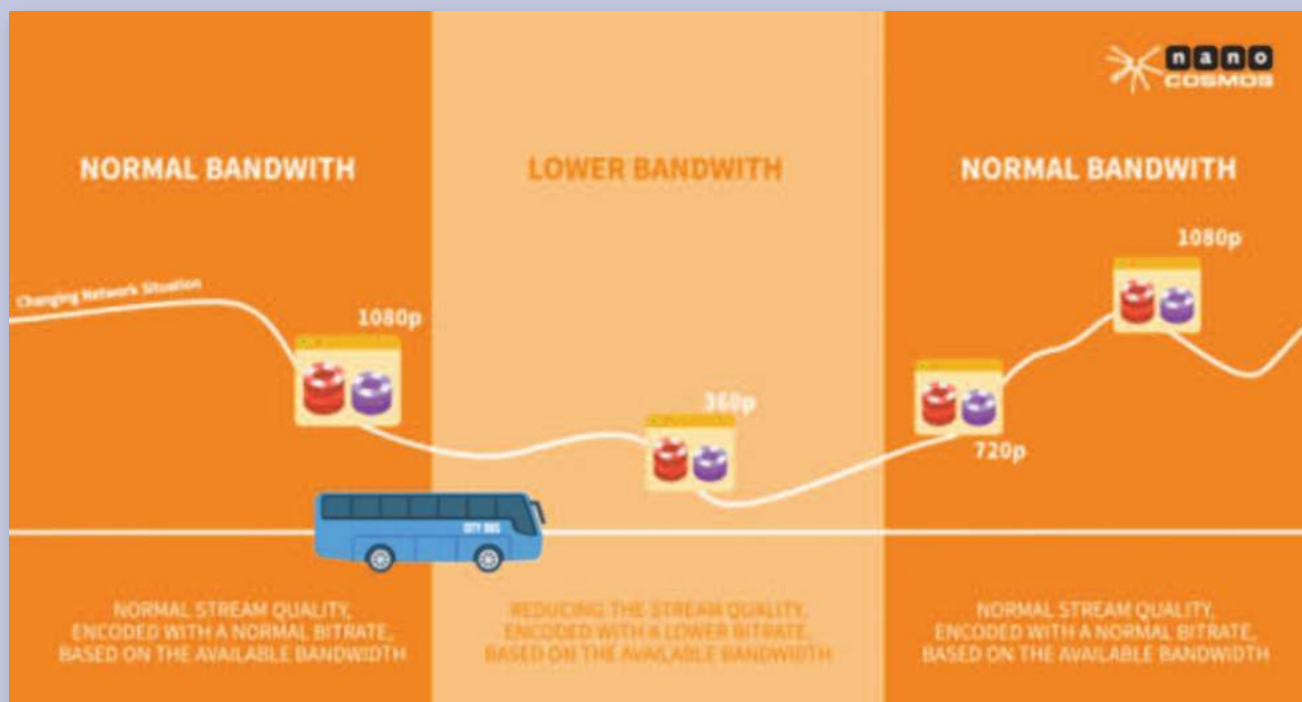 nano
COSMOS
NORMAL BANDWITH
LOWER BANDWITH
NORMAL BANDWITH
1080p
Changing Network Situation
1080p
360p
720p
CITY BUS
NORMAL STREAM QUALITY,
ENCODED WITH A NORMAL BITRATE,
BASED ON THE AVAILABLE BANDWIDTH
REDUCING THE STREAM QUALITY,
ENCODED WITH A LOWER BITRATE,
BASED ON THE AVAILABLE BANDWIDTH
NORMAL STREAM QUALITY,
ENCODED WITH A NORMAL BITRATE,
BASED ON THE AVAILABLE BANDWIDTH